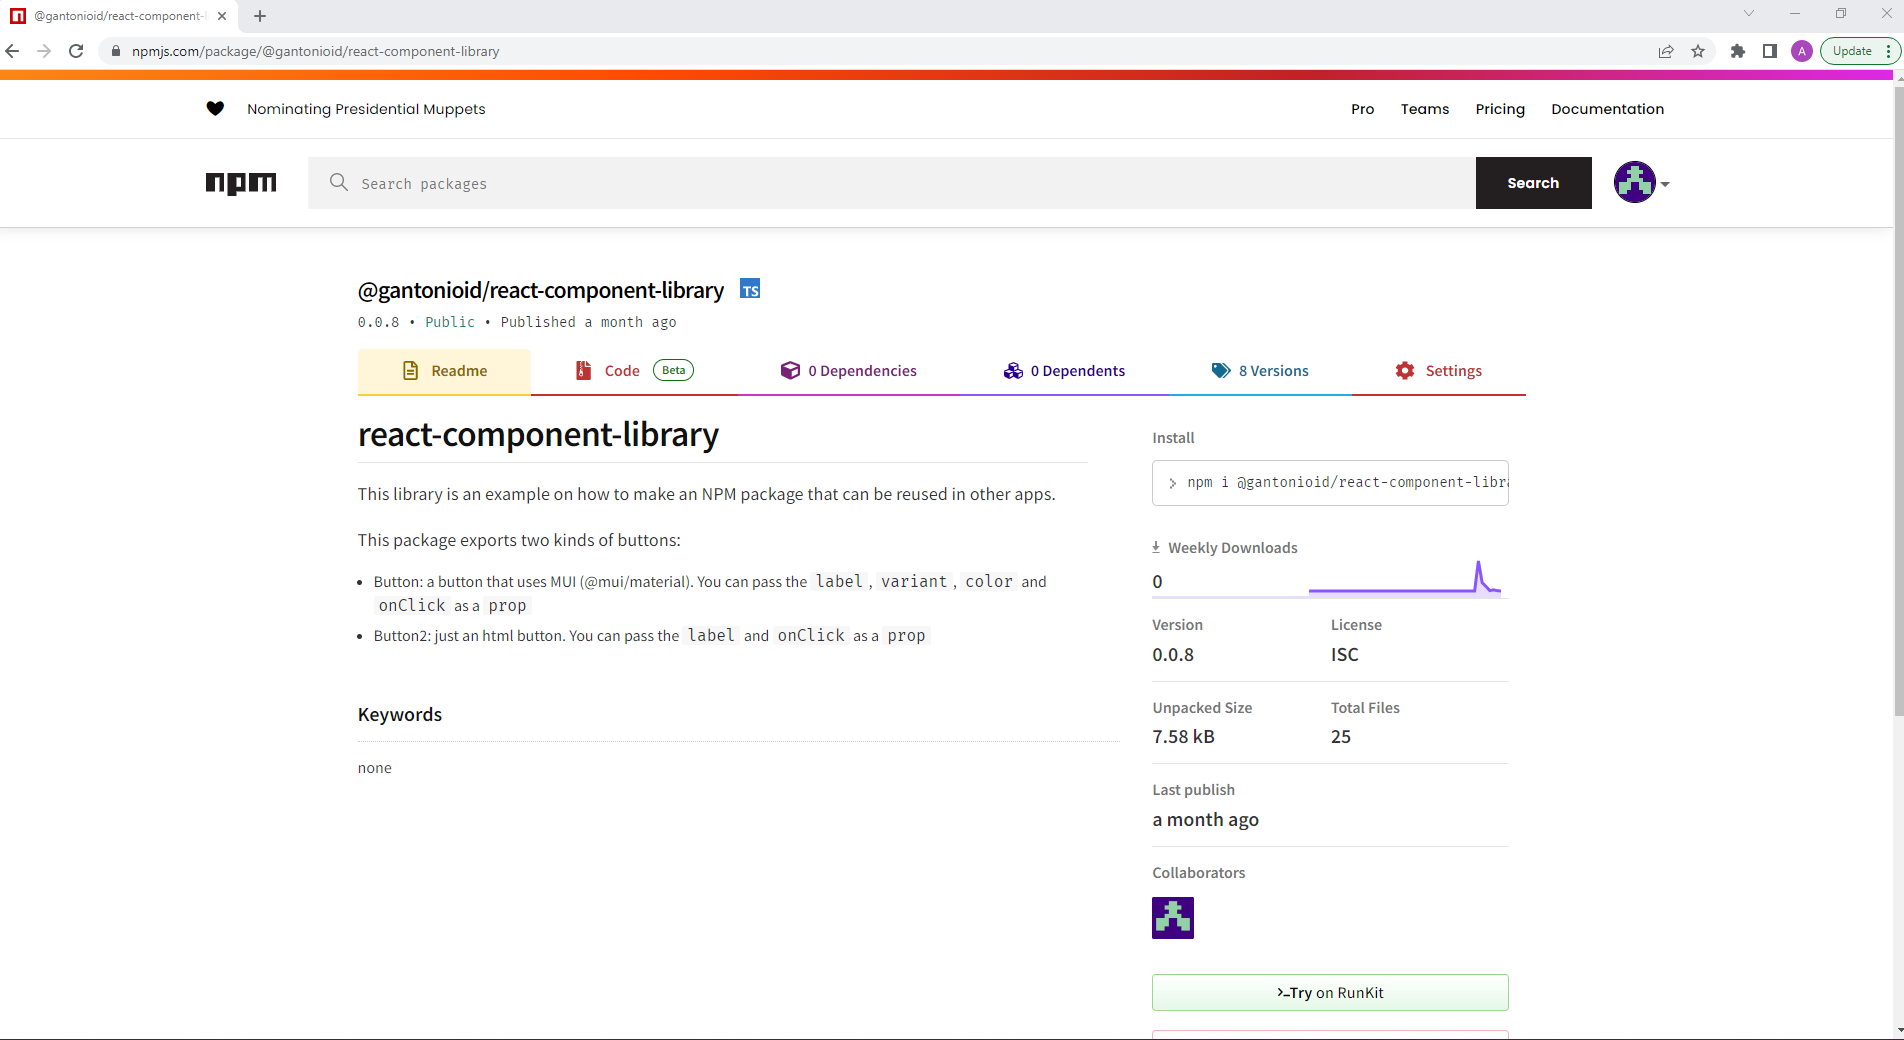 @gantonioid/react-component-l
npmjs.com/package/@gantonioid/react-component-library
A
Update
Nominating Presidential Muppets
Pro
Teams
Pricing
Documentation
npm
Search packages
Search
@gantonioid/react-component-library
TS
0.0.8 • Public • Published a month ago
Readme
Code
Beta
0 Dependencies
0 Dependents
8 Versions
Settings
react-component-library
This library is an example on how to make an NPM package that can be reused in other apps.
This package exports two kinds of buttons:
• Button: a button that uses MUI (@mui/material). You can pass the label, variant, color and
onClick as a prop
• Button2: just an html button. You can pass the label and onClick as a prop
Keywords
none
Install
> npm i @gantonioid/react-component-libra
Weekly Downloads
0
Version
License
0.0.8
ISC
Unpacked Size
Total Files
7.58 kB
25
Last publish
a month ago
Collaborators
>_Try on RunKit